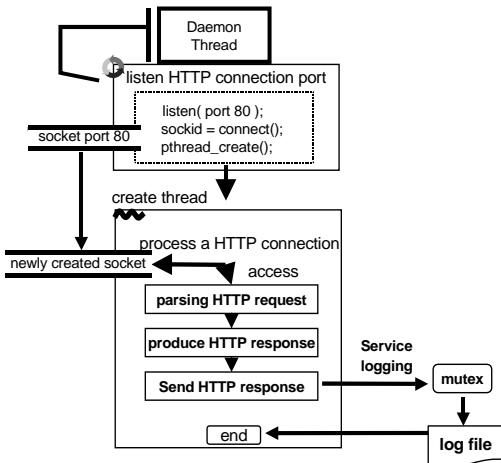 Daemon
Thread
listen HTTP connection port
listen( port 80 );
sockid = connect();
pthread_create();
socket port 80
create thread
process a HTTP connection
newly created socket
access
parsing HTTP request
produce HTTP response
Send HTTP response
Service
logging
mutex
end
log file